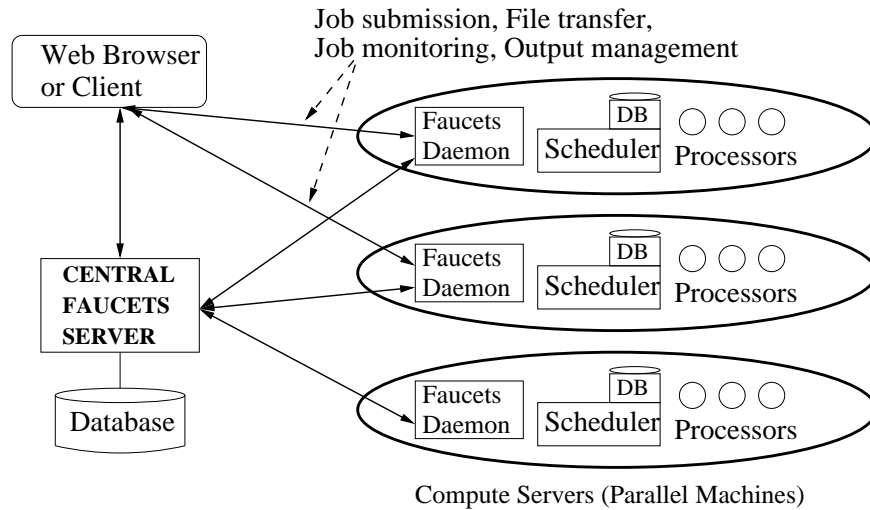 Job submission, File transfer,
Job monitoring, Output management
Web Browser
or Client
Faucets
Daemon
DB
Scheduler
Processors
Faucets
Daemon
DB
Scheduler
Processors
CENTRAL
FAUCETS
SERVER
Database
Faucets
Daemon
DB
Scheduler
Processors
Compute Servers (Parallel Machines)